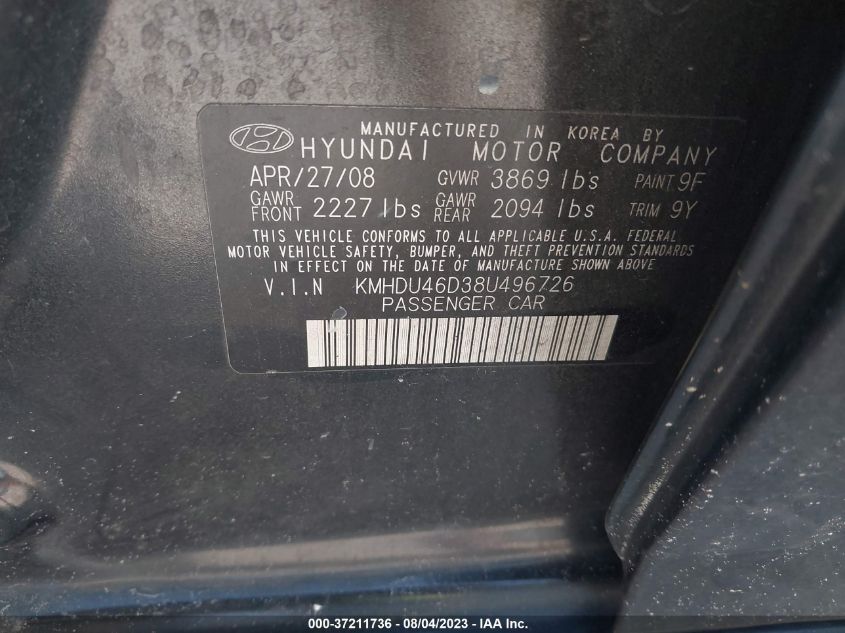 MANUFACTURED IN KOREA BY
HYUNDAI MOTOR COMPANY
APR/27/08 GVWR 3869 lbs PAINT 9F
GAWR FRONT 2227 lbs GAWR REAR 2094 lbs TRIM 9Y
THIS VEHICLE CONFORMS TO ALL APPLICABLE U.S.A. FEDERAL
MOTOR VEHICLE SAFETY, BUMPER, AND THEFT PREVENTION STANDARDS
IN EFFECT ON THE DATE OF MANUFACTURE SHOWN ABOVE
V.I.N KMHDU46D38U496726
PASSENGER CAR
000-37211736 - 08/04/2023 - IAA Inc.